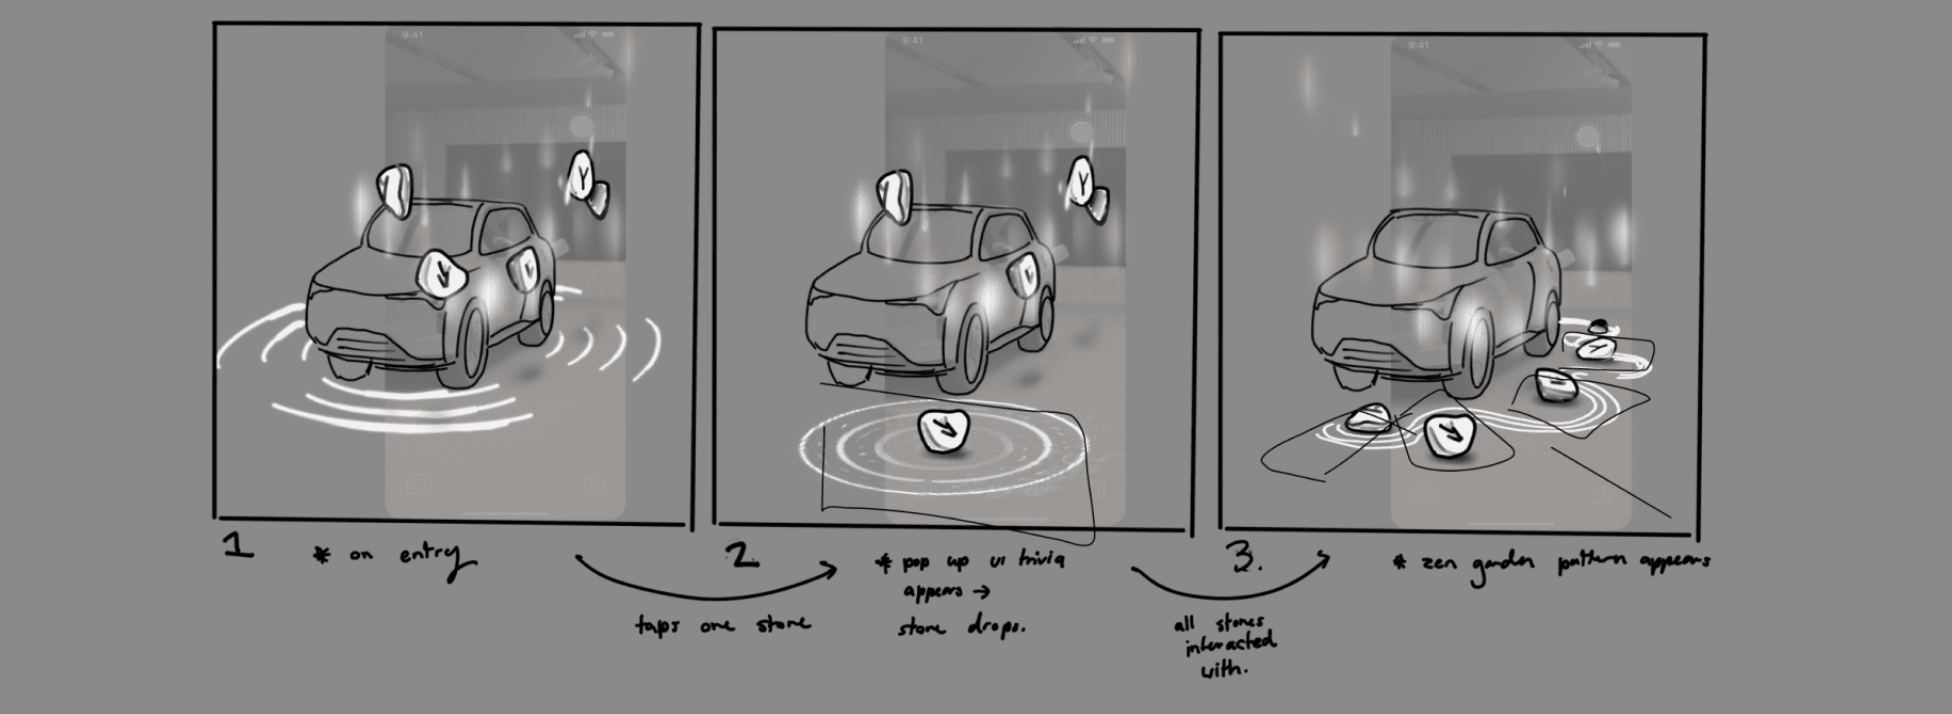 9:41
9:41
9:41
Y
Y
Y
1
* on entry
taps one stone
2
* pop up ui trivia
appears →
stone drops.
all stones
interacted
with.
3.
* zen garden pattern appears